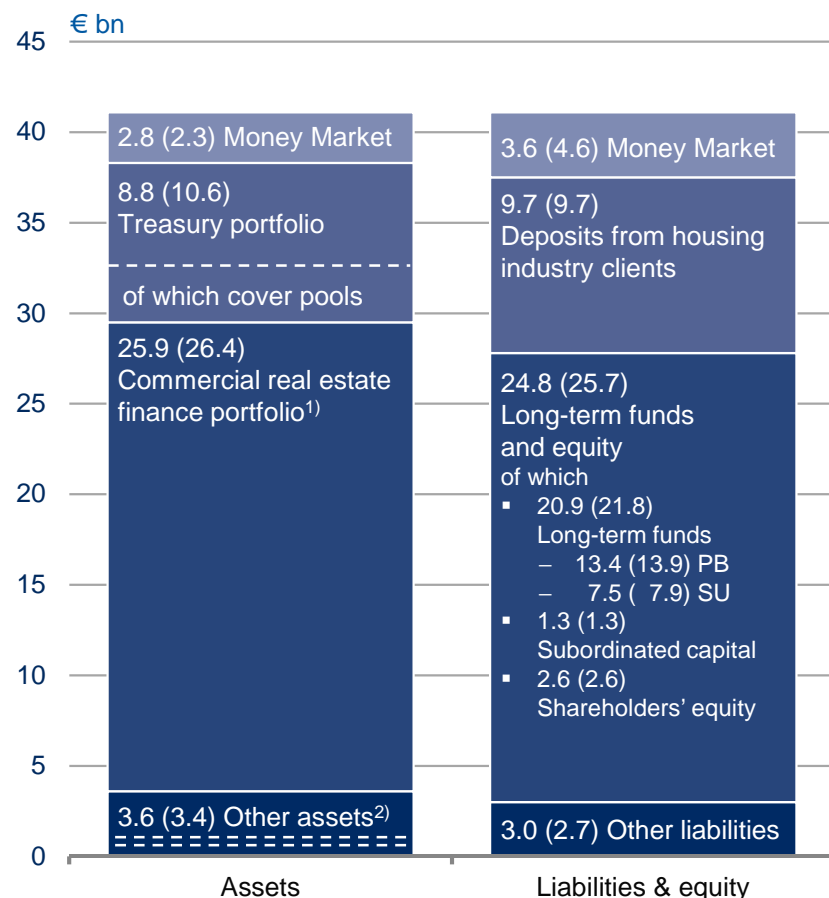 € bn
45
40
35
30
25
20
15
10
5
0
2.8 (2.3) Money Market
8.8 (10.6)
Treasury portfolio
of which cover pools
25.9 (26.4)
Commercial real estate
finance portfolio1)
3.6 (3.4) Other assets2)
Assets
3.6 (4.6) Money Market
9.7 (9.7)
Deposits from housing
industry clients
24.8 (25.7)
Long-term funds
and equity
of which
▪ 20.9 (21.8)
Long-term funds
– 13.4 (13.9) PB
– 7.5 ( 7.9) SU
▪ 1.3 (1.3)
Subordinated capital
▪ 2.6 (2.6)
Shareholders’ equity
3.0 (2.7) Other liabilities
Liabilities & equity